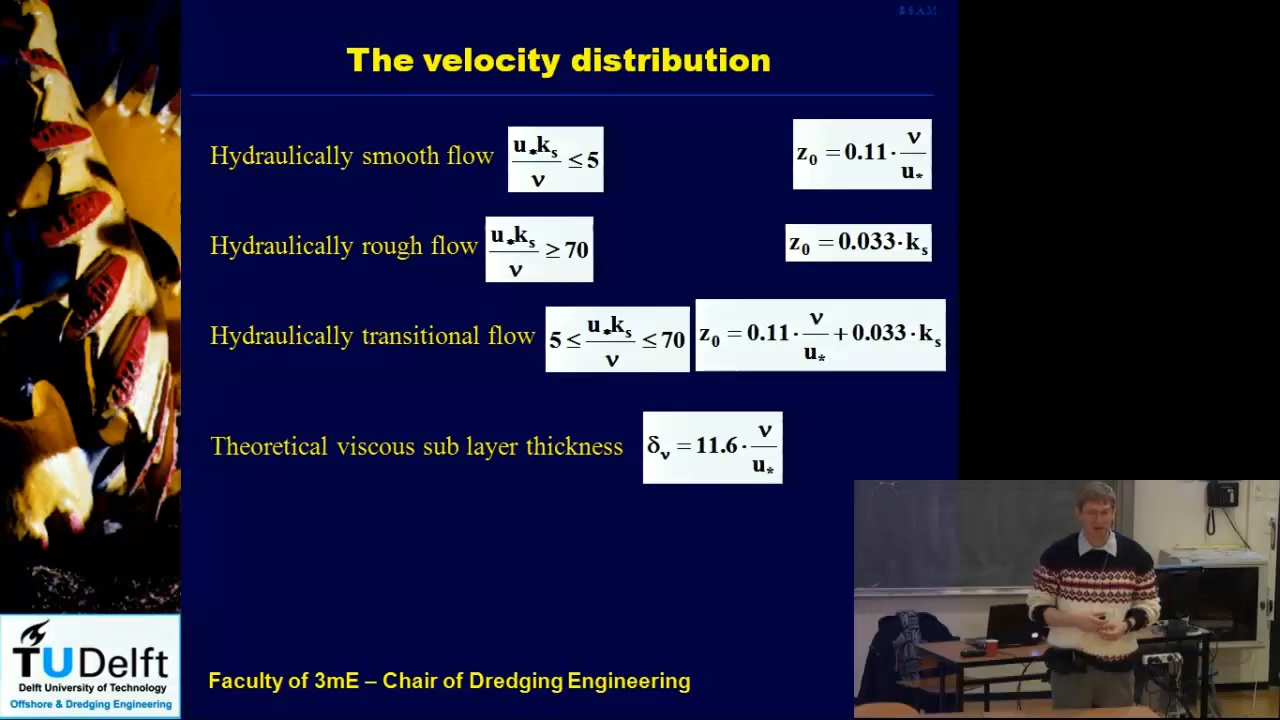 © S.A.M
The velocity distribution
Hydraulically smooth flow u*ks/ν ≤ 5 z0 = 0.11 · ν/u*
Hydraulically rough flow u*ks/ν ≥ 70 z0 = 0.033 · ks
Hydraulically transitional flow 5 ≤ u*ks/ν ≤ 70 z0 = 0.11 · ν/u* + 0.033 · ks
Theoretical viscous sub layer thickness δν = 11.6 · ν/u*
TUDelft
Delft University of Technology
Offshore & Dredging Engineering
Faculty of 3mE – Chair of Dredging Engineering